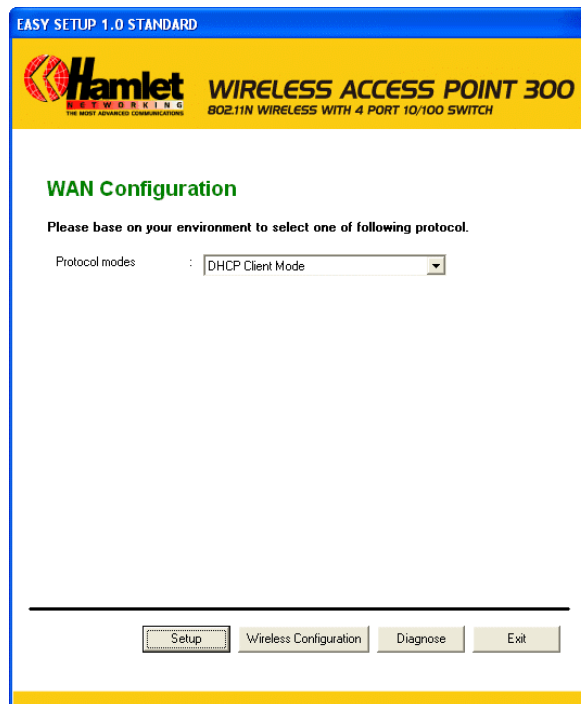 EASY SETUP 1.0 STANDARD
Hamlet
NETWORKING
THE MOST ADVANCED COMMUNICATIONS
WIRELESS ACCESS POINT 300
802.11N WIRELESS WITH 4 PORT 10/100 SWITCH
WAN Configuration
Please base on your environment to select one of following protocol.
Protocol modes : DHCP Client Mode
Setup Wireless Configuration Diagnose Exit